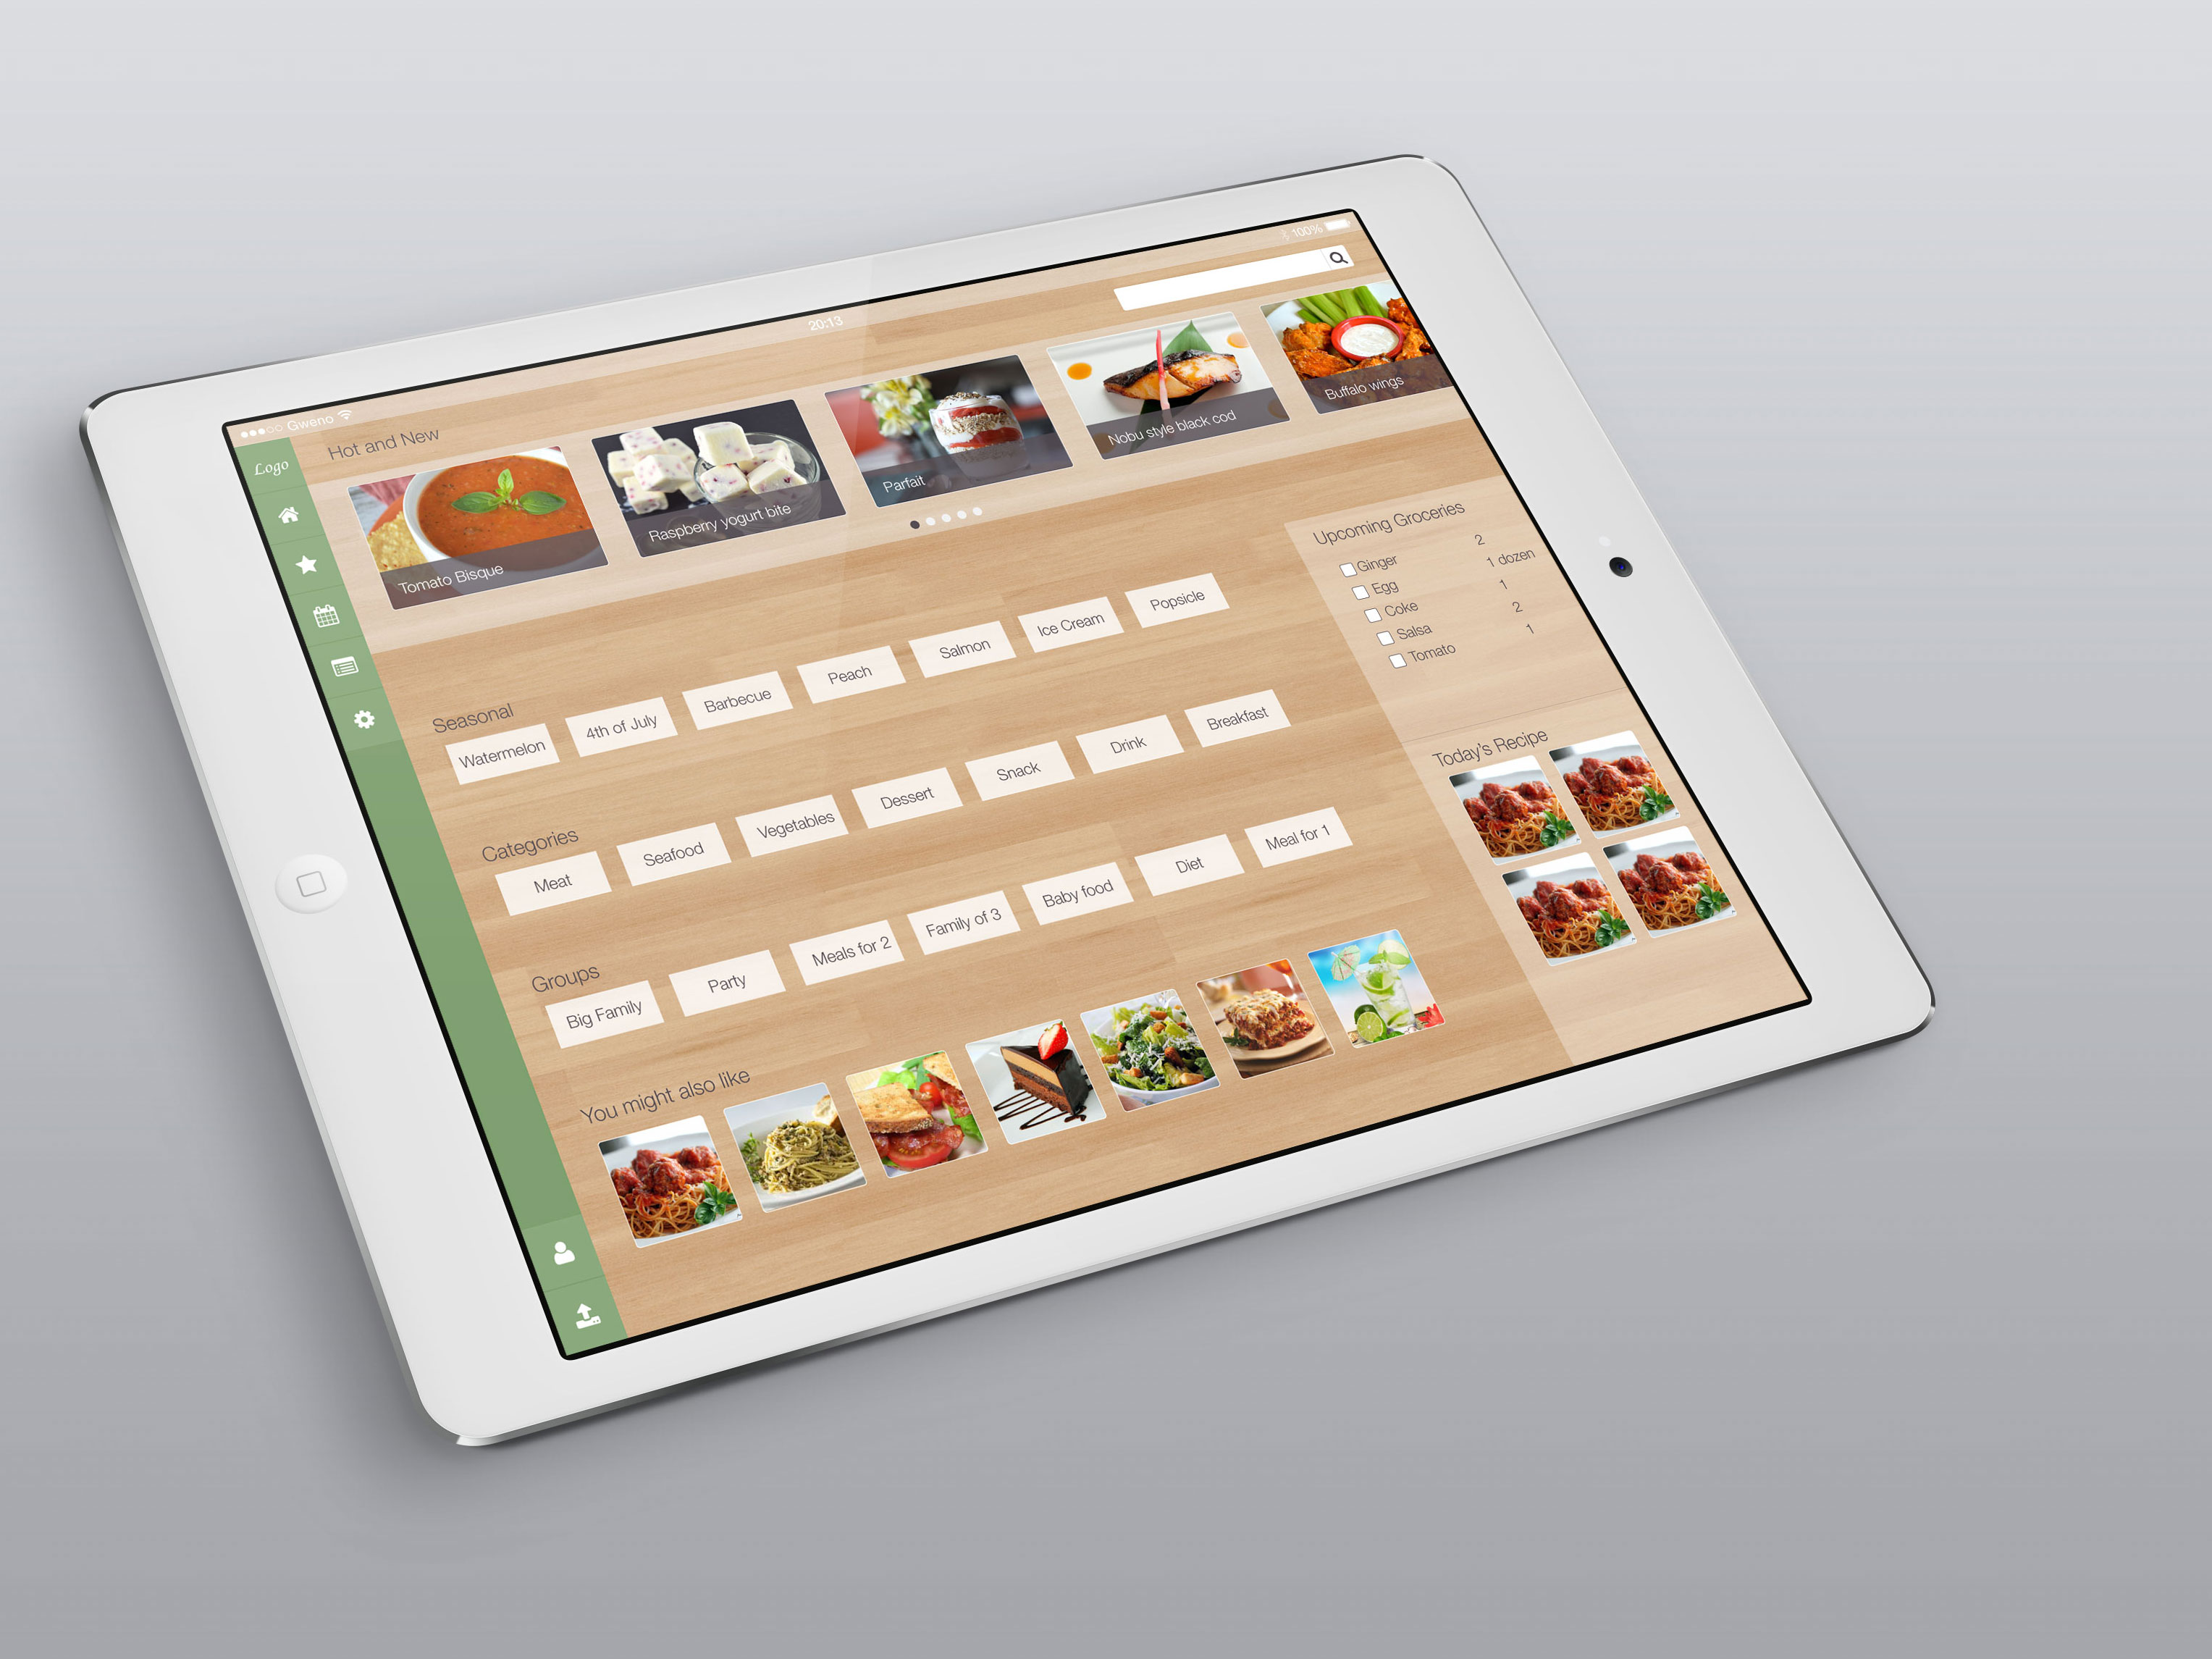 Gweno
20:13
100%
Logo
Hot and New
Tomato Bisque
Raspberry yogurt bite
Parfait
Nobu style black cod
Buffalo wings
Seasonal
Watermelon
4th of July
Barbecue
Peach
Salmon
Ice Cream
Popsicle
Categories
Meat
Seafood
Vegetables
Dessert
Snack
Drink
Breakfast
Groups
Big Family
Party
Meals for 2
Family of 3
Baby food
Diet
Meal for 1
You might also like
Upcoming Groceries
Ginger 2
Egg 1 dozen
Coke 1
Salsa 2
Tomato 1
Today's Recipe